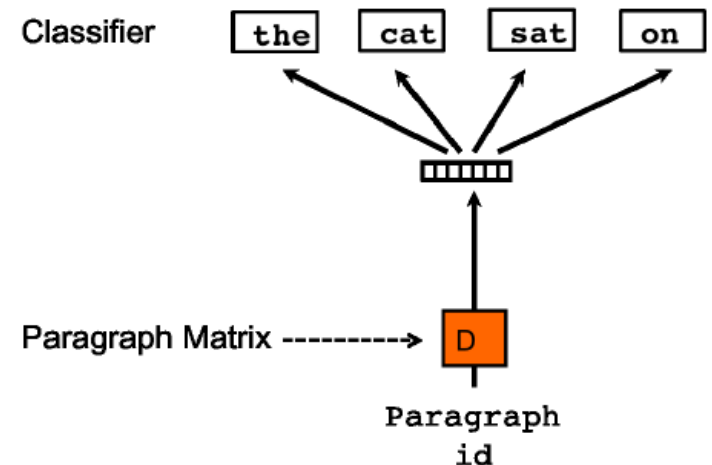 Classifier the cat sat on
Paragraph Matrix D
Paragraph
id